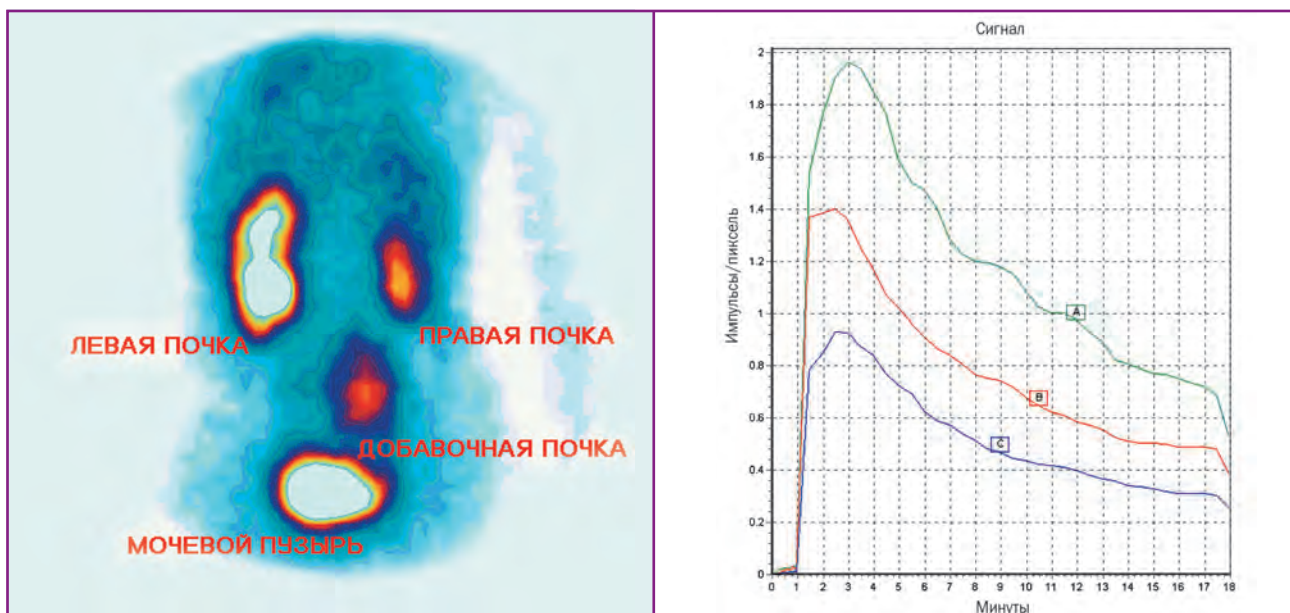 ЛЕВАЯ ПОЧКА
ПРАВАЯ ПОЧКА
ДОБАВОЧНАЯ ПОЧКА
МОЧЕВОЙ ПУЗЫРЬ
Сигнал
Импульсы/пиксель
2
1.8
1.6
1.4
1.2
1
0.8
0.6
0.4
0.2
0
A
B
C
0 1 2 3 4 5 6 7 8 9 10 11 12 13 14 15 16 17 18
Минуты